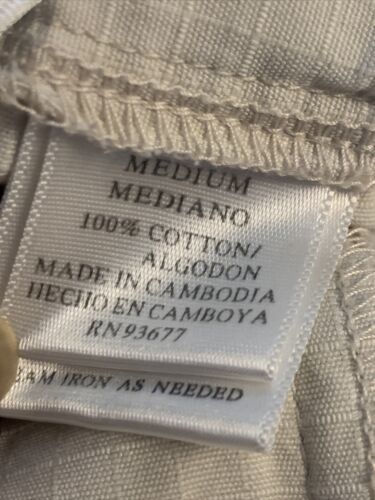 MEDIUM
MEDIANO
100% COTTON/
ALGODON
MADE IN CAMBODIA
HECHO EN CAMBOYA
RN93677
IRON AS NEEDED